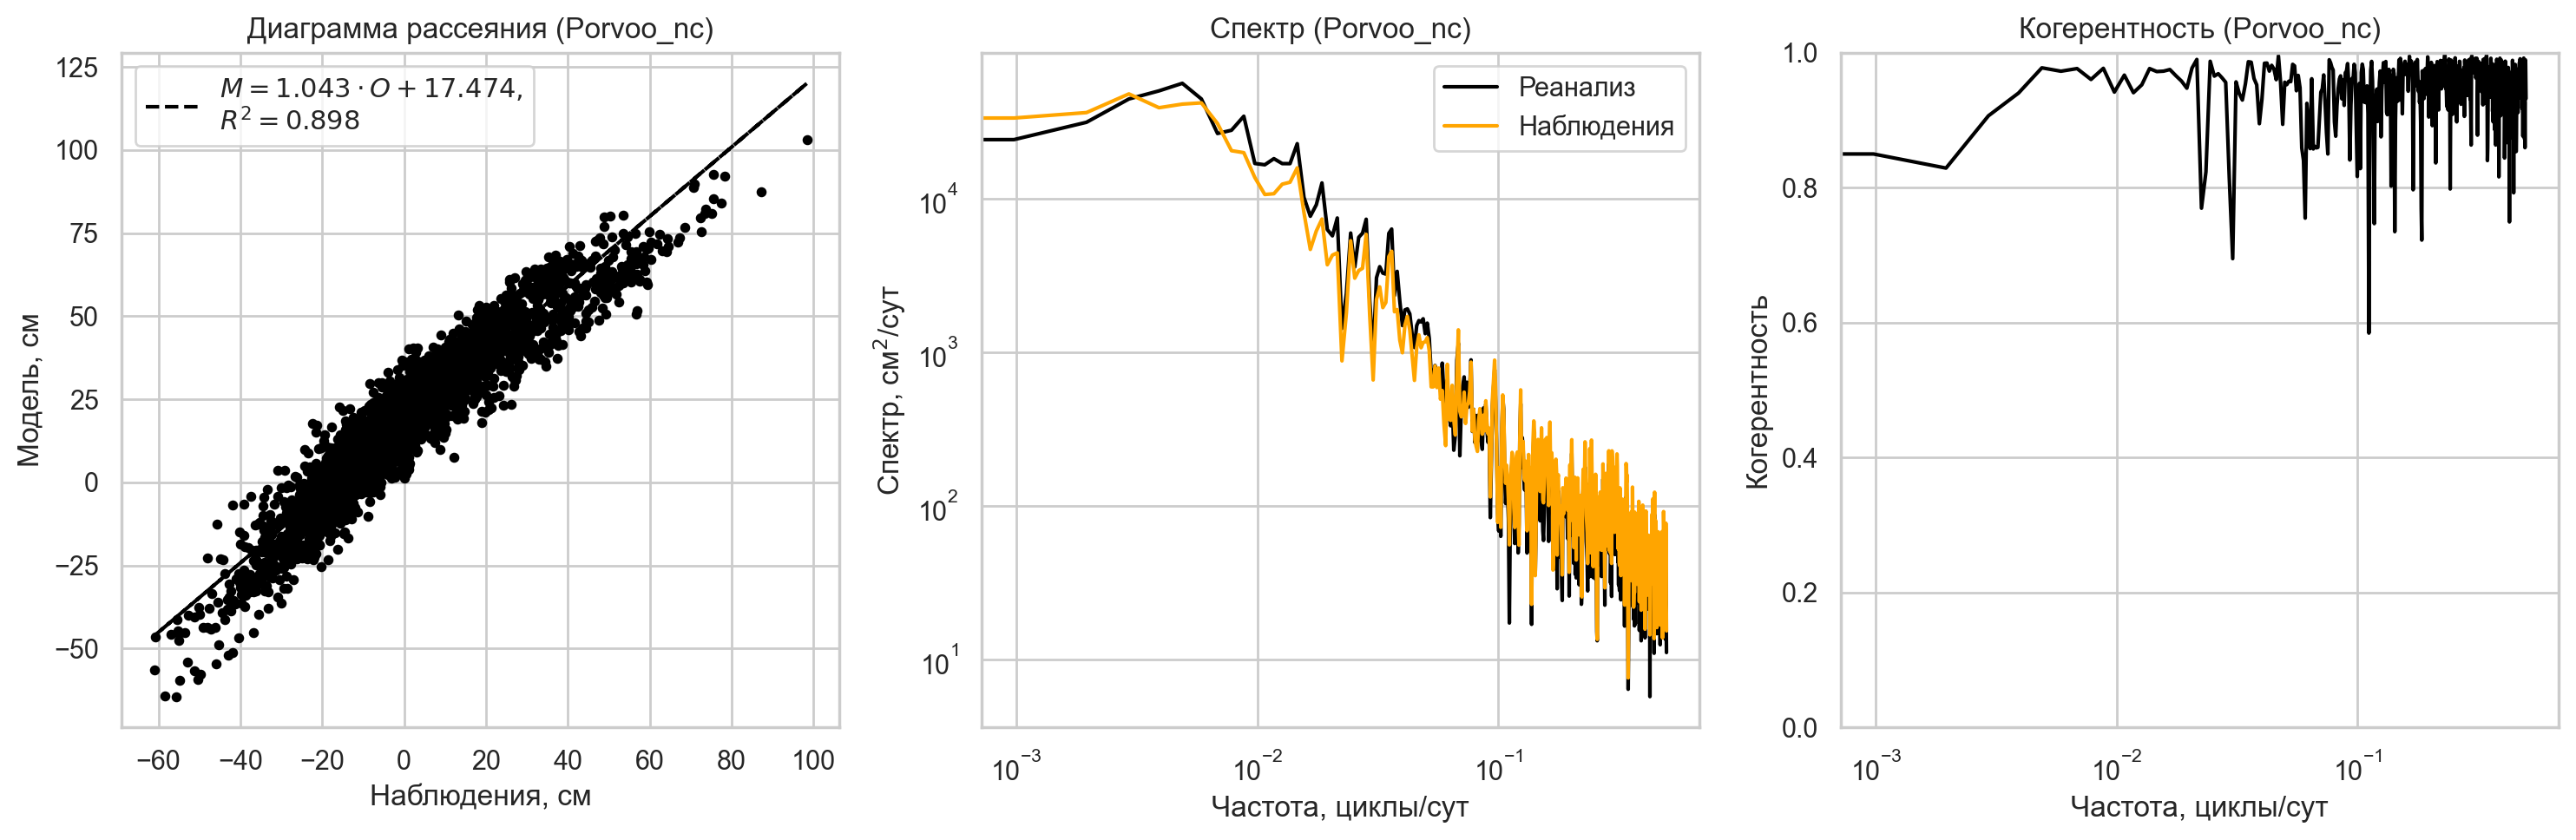 Диаграмма рассеяния (Porvoo_nc)
M = 1.043 · O + 17.474,
R² = 0.898
125
100
75
50
25
0
−25
−50
Модель, см
−60 −40 −20 0 20 40 60 80 100
Наблюдения, см
Спектр (Porvoo_nc)
Реанализ
Наблюдения
10⁴
10³
10²
10¹
Спектр, см²/сут
10⁻³ 10⁻² 10⁻¹
Частота, циклы/сут
Когерентность (Porvoo_nc)
1.0
0.8
0.6
0.4
0.2
0.0
Когерентность
10⁻³ 10⁻² 10⁻¹
Частота, циклы/сут